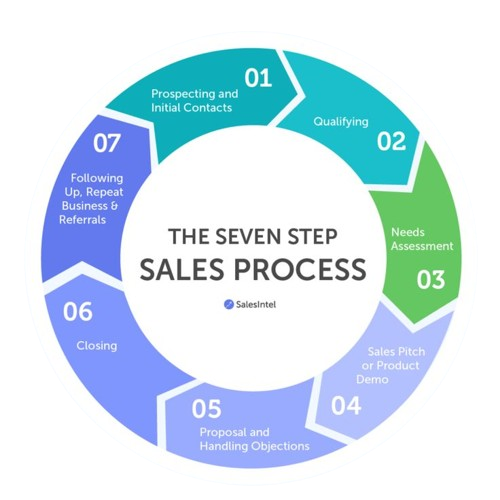 THE SEVEN STEP
SALES PROCESS
SalesIntel
01
Prospecting and
Initial Contacts
Qualifying
02
Needs
Assessment
03
Sales Pitch
or Product
Demo
04
05
Proposal and
Handling Objections
06
Closing
07
Following
Up, Repeat
Business &
Referrals